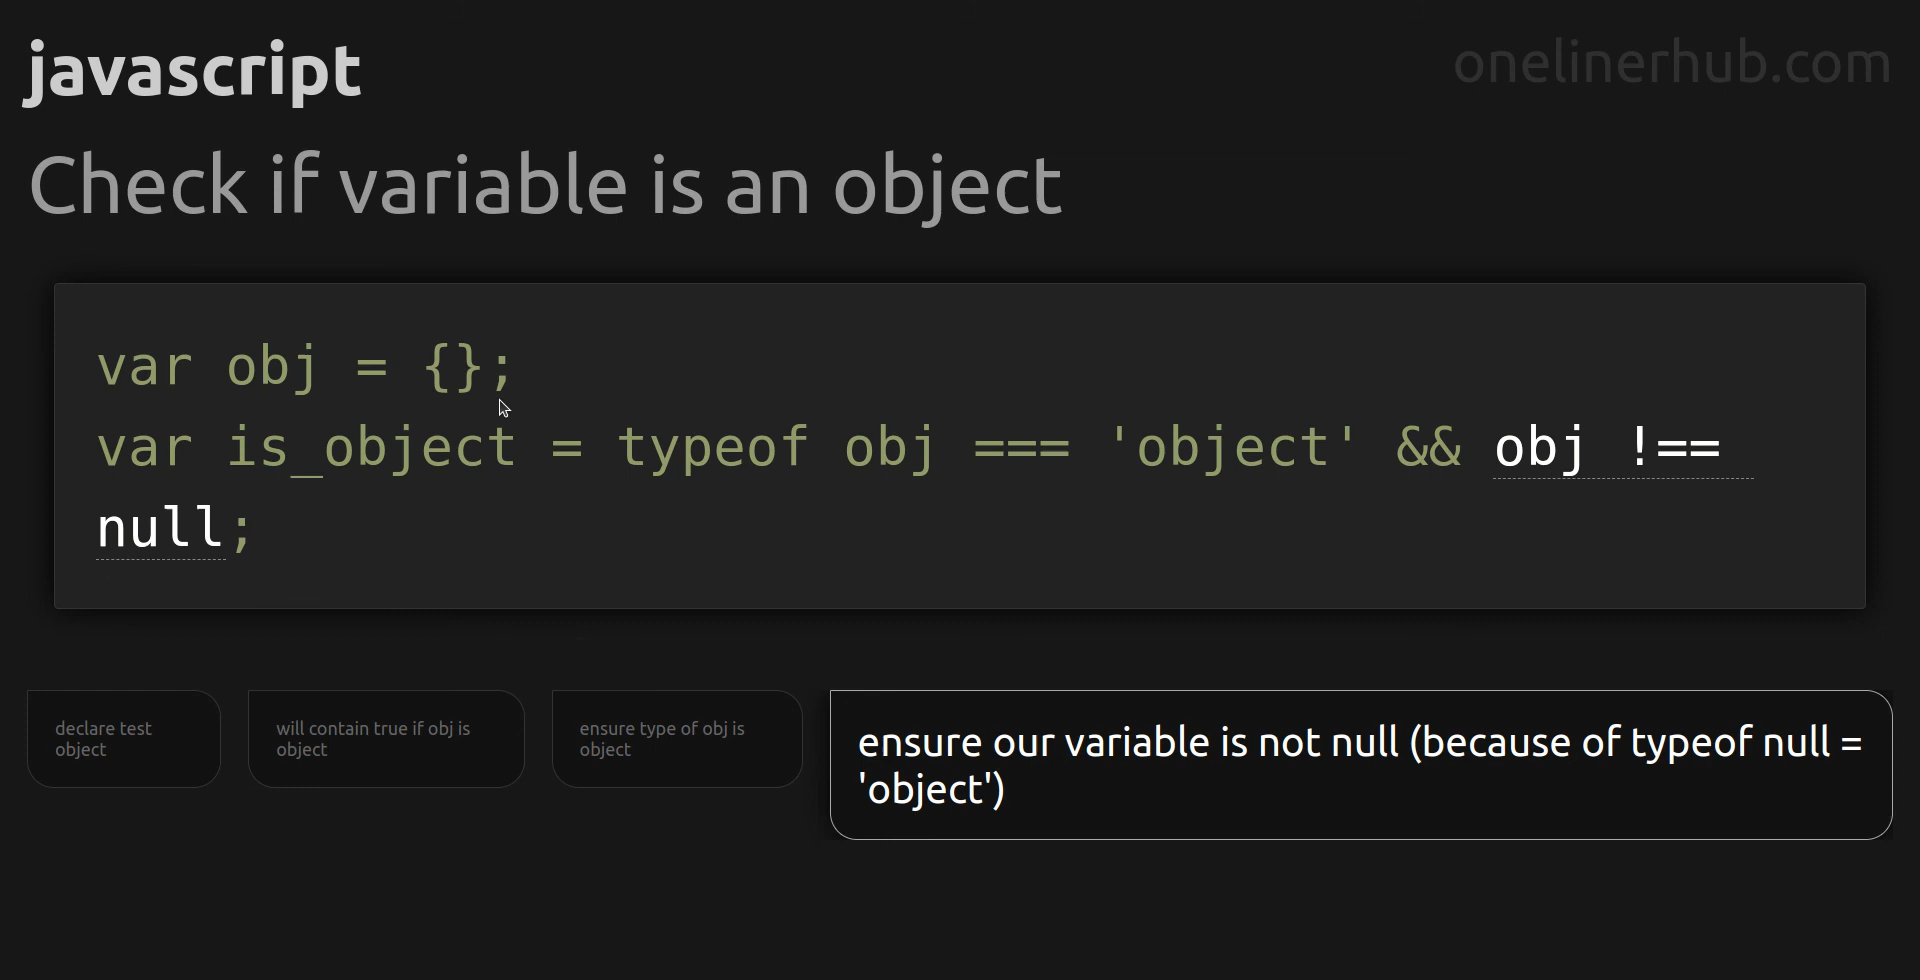 javascript
onelinerhub.com
Check if variable is an object
var obj = {};
var is_object = typeof obj === 'object' && obj !==
null;
declare test
object
will contain true if obj is
object
ensure type of obj is
object
ensure our variable is not null (because of typeof null =
'object')